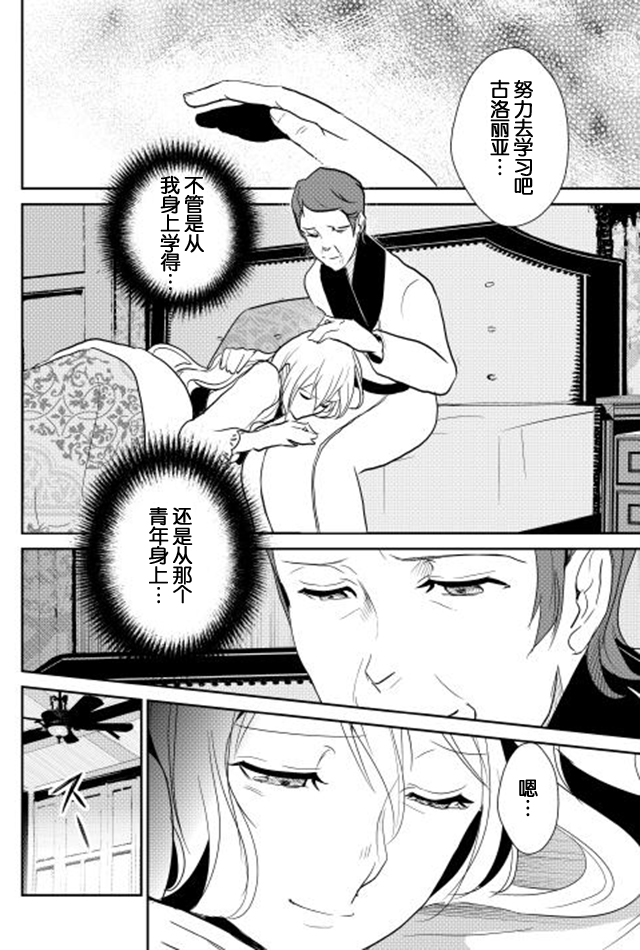 努力去学习吧
古洛丽亚…
不管是从
我身上学得…
还是从那个
青年身上…
嗯…